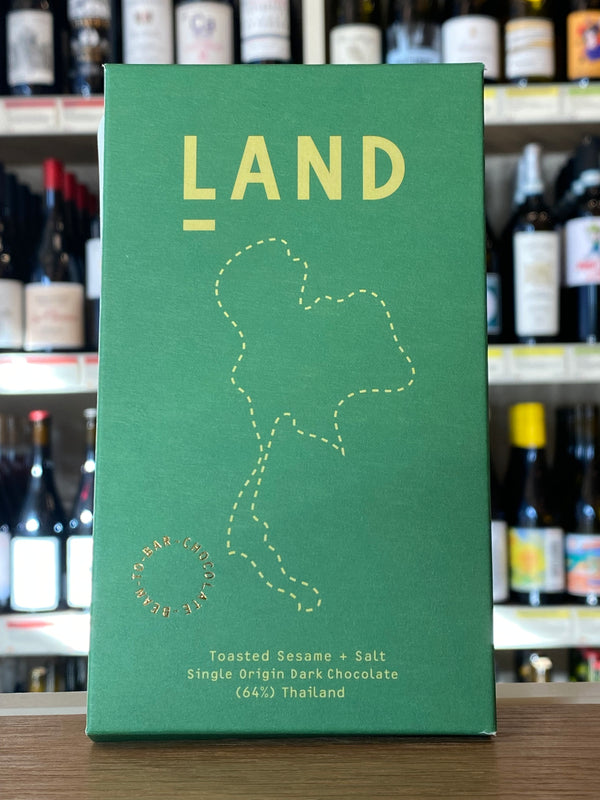 LAND
BEAN-TO-BAR-CHOCOLATE-
Toasted Sesame + Salt
Single Origin Dark Chocolate
(64%) Thailand